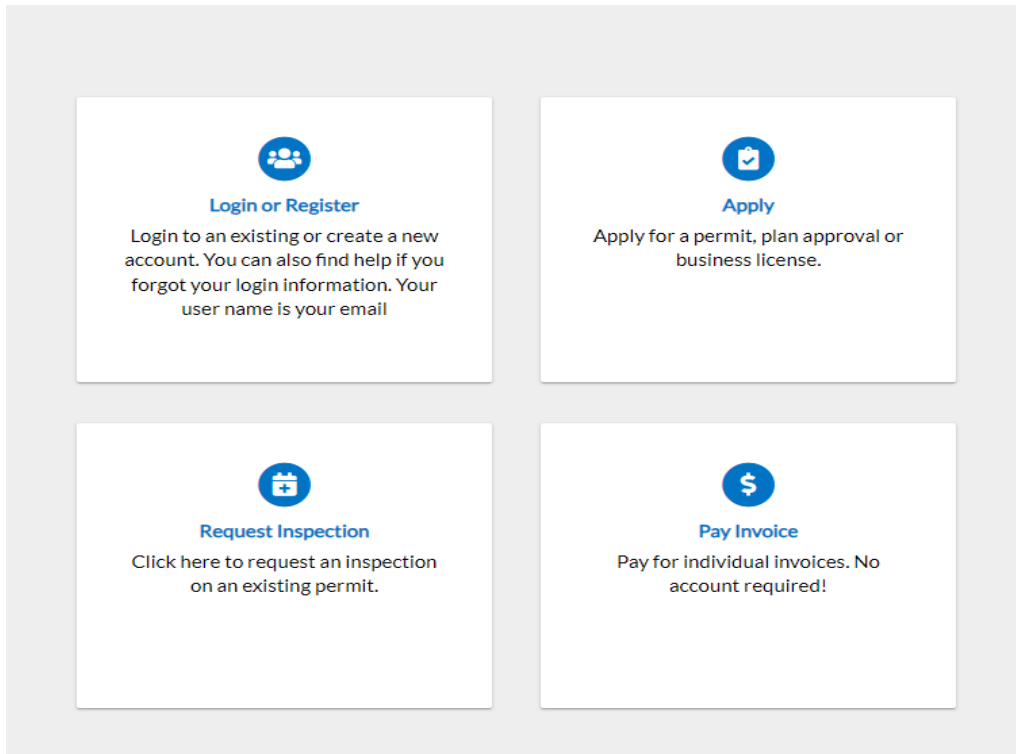 Login or Register
Login to an existing or create a new
account. You can also find help if you
forgot your login information. Your
user name is your email
Apply
Apply for a permit, plan approval or
business license.
Request Inspection
Click here to request an inspection
on an existing permit.
$
Pay Invoice
Pay for individual invoices. No
account required!